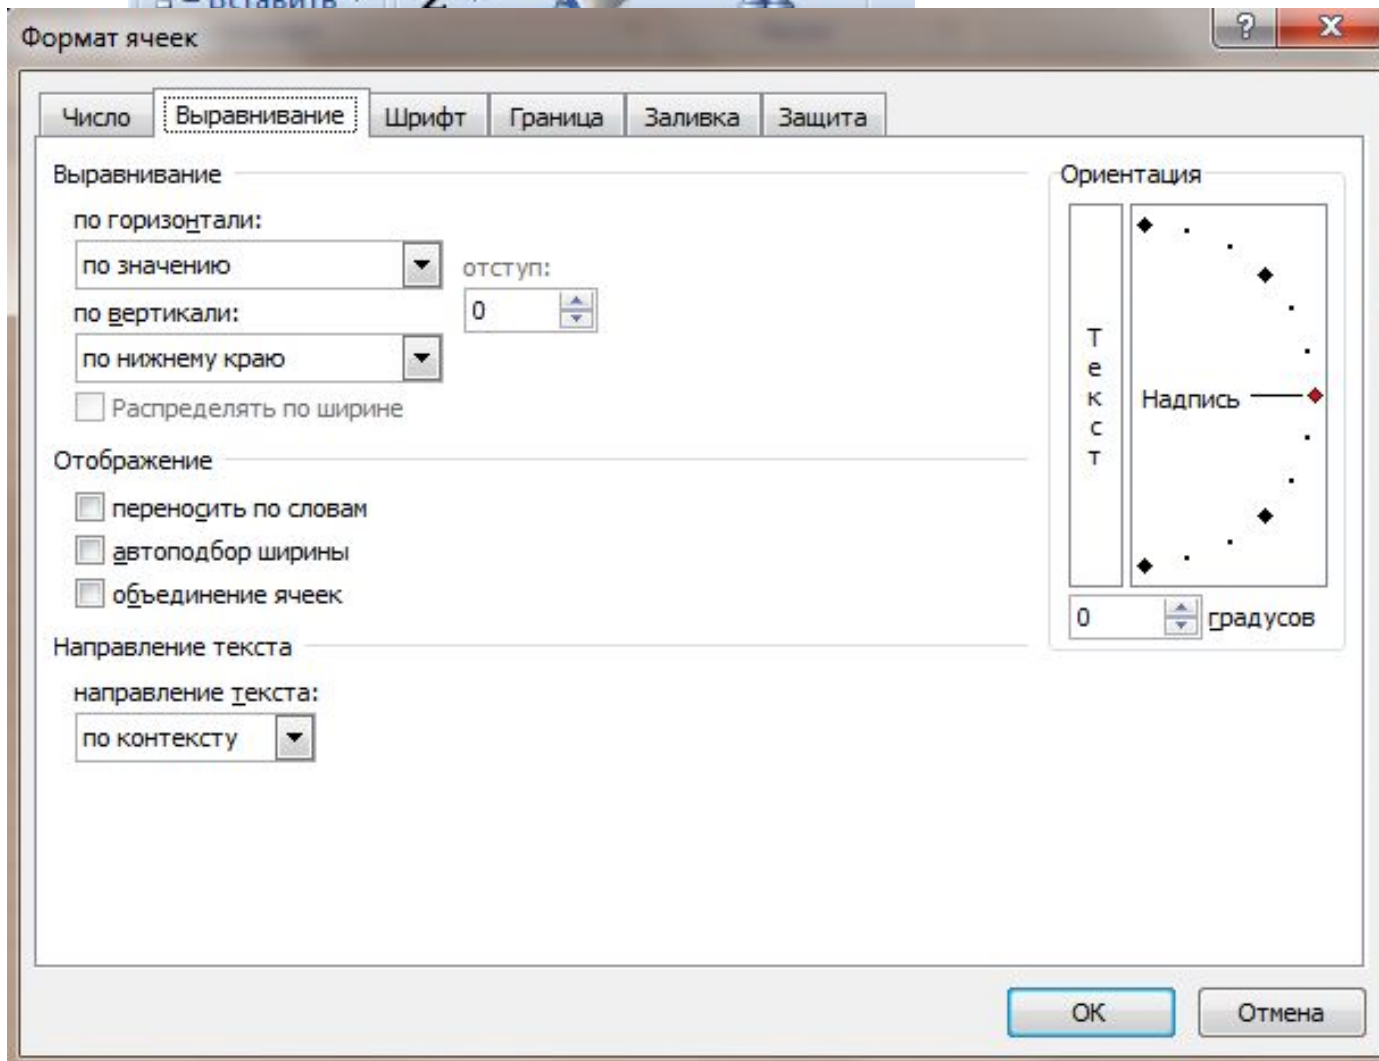 Вставить
Формат ячеек
?
Число Выравнивание Шрифт Граница Заливка Защита
Выравнивание
по горизонтали:
по значению
отступ:
0
по вертикали:
по нижнему краю
Распределять по ширине
Отображение
переносить по словам
автоподбор ширины
объединение ячеек
Направление текста
направление текста:
по контексту
Ориентация
Текст
Надпись
0 градусов
ОК Отмена